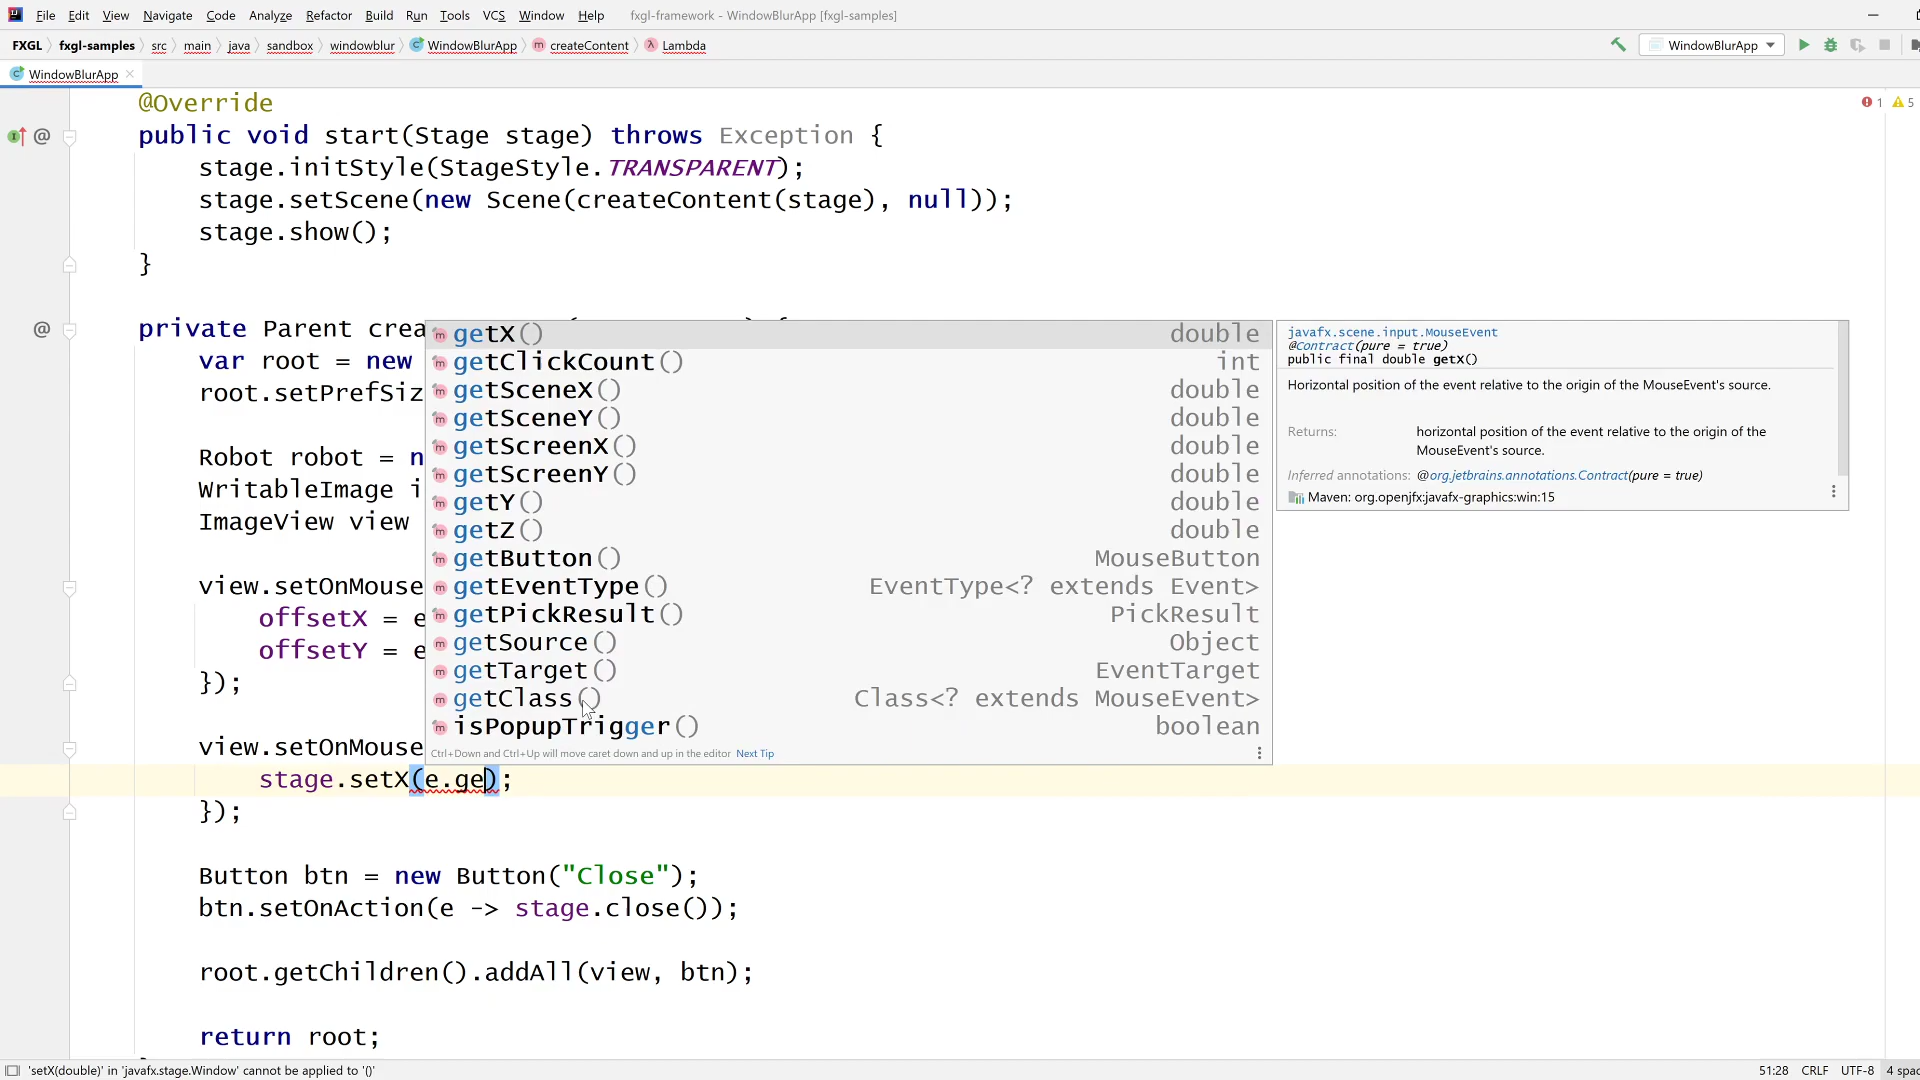 File Edit View Navigate Code Analyze Refactor Build Run Tools VCS Window Help fxgl-framework - WindowBlurApp [fxgl-samples]
FXGL fxgl-samples src main java sandbox windowblur WindowBlurApp createContent Lambda WindowBlurApp
WindowBlurApp
@Override
1 5
public void start(Stage stage) throws Exception {
stage.initStyle(StageStyle.TRANSPARENT);
stage.setScene(new Scene(createContent(stage), null));
stage.show();
}
private Parent crea
var root = new
root.setPrefSiz
Robot robot = n
WritableImage i
ImageView view
view.setOnMouse
offsetX = e
offsetY = e
});
view.setOnMouse
stage.setX(e.ge);
});
Button btn = new Button("Close");
btn.setOnAction(e -> stage.close());
root.getChildren().addAll(view, btn);
return root;
getX() double
getClickCount() int
getSceneX() double
getSceneY() double
getScreenX() double
getScreenY() double
getY() double
getZ() double
getButton() MouseButton
getEventType() EventType<? extends Event>
getPickResult() PickResult
getSource() Object
getTarget() EventTarget
getClass() Class<? extends MouseEvent>
isPopupTrigger() boolean
Ctrl+Down and Ctrl+Up will move caret down and up in the editor Next Tip
javafx.scene.input.MouseEvent
@Contract(pure = true)
public final double getX()
Horizontal position of the event relative to the origin of the MouseEvent's source.
Returns: horizontal position of the event relative to the origin of the
MouseEvent's source.
Inferred annotations: @org.jetbrains.annotations.Contract(pure = true)
Maven: org.openjfx:javafx-graphics:win:15
'setX(double)' in 'javafx.stage.Window' cannot be applied to '()' 51:28 CRLF UTF-8 4 spac